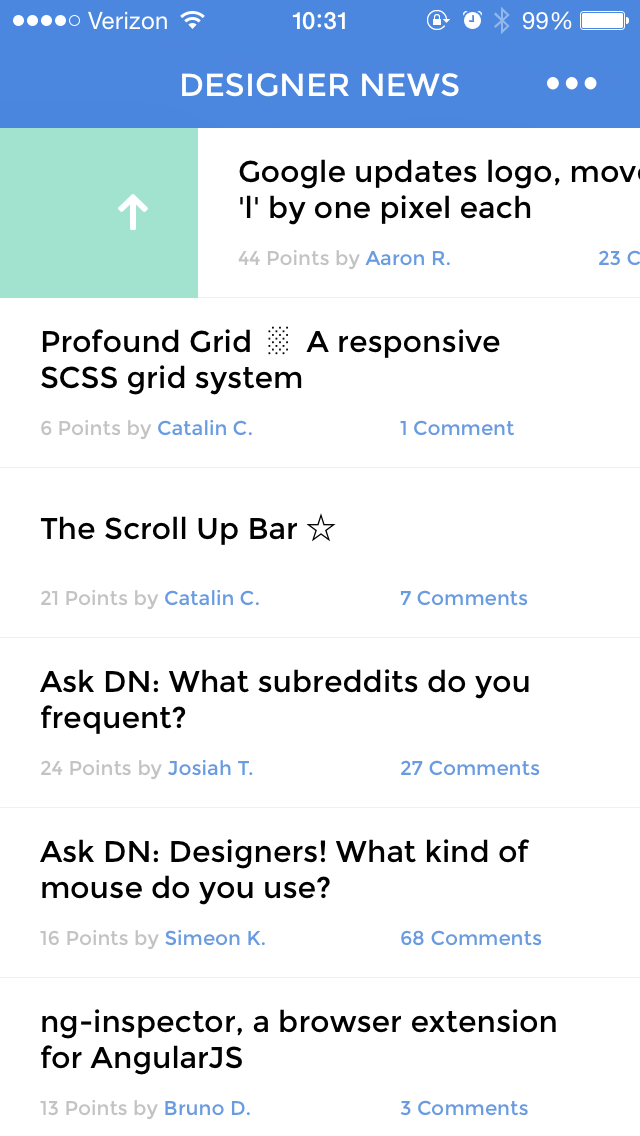 Verizon 10:31 99%
DESIGNER NEWS
Google updates logo, mov
'l' by one pixel each
44 Points by Aaron R. 23 C
Profound Grid ░ A responsive
SCSS grid system
6 Points by Catalin C. 1 Comment
The Scroll Up Bar ☆
21 Points by Catalin C. 7 Comments
Ask DN: What subreddits do you
frequent?
24 Points by Josiah T. 27 Comments
Ask DN: Designers! What kind of
mouse do you use?
16 Points by Simeon K. 68 Comments
ng-inspector, a browser extension
for AngularJS
13 Points by Bruno D. 3 Comments